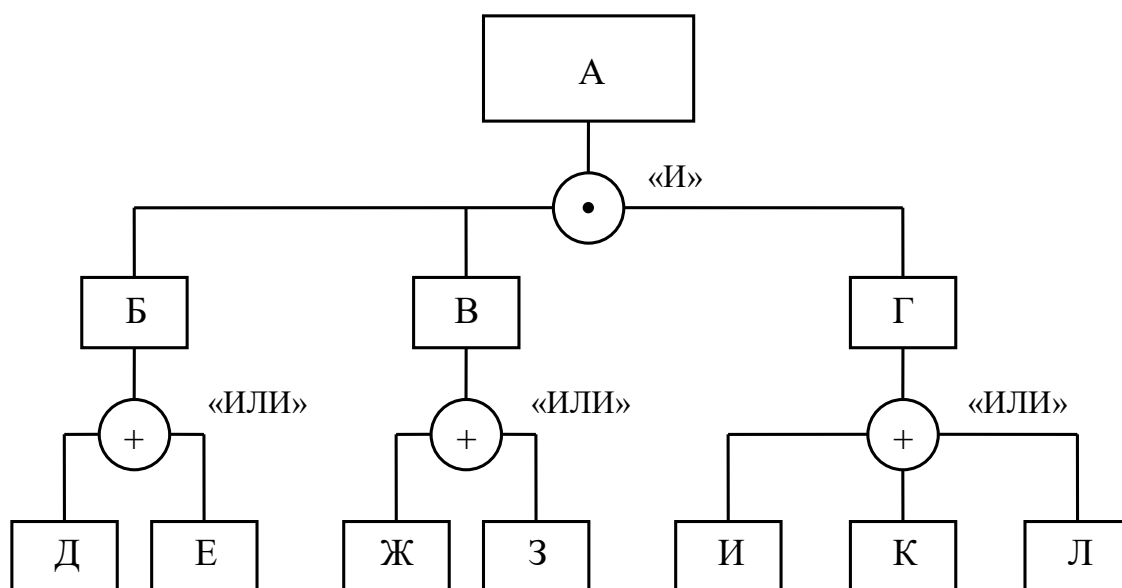 А
«И»
•
Б
В
Г
«ИЛИ»
«ИЛИ»
«ИЛИ»
+
+
+
Д
Е
Ж
З
И
К
Л